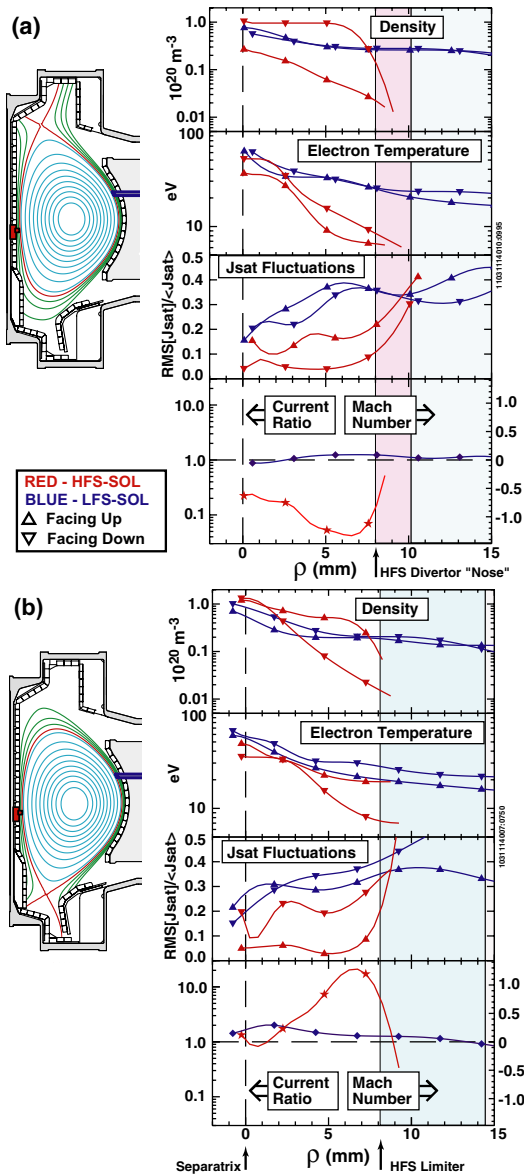 (a)
Density
10^20 m-3
1.0
0.1
0.01
Electron Temperature
eV
100
10
Jsat Fluctuations
RMS[Jsat]/<Jsat>
0.5
0.4
0.3
0.2
0.1
0.0
1031114010:0995
Current Ratio
Mach Number
10.0
1.0
0.1
1.0
0.5
0
-0.5
-1.0
0
5
10
15
ρ (mm)
HFS Divertor "Nose"
RED - HFS-SOL
BLUE - LFS-SOL
Facing Up
Facing Down
(b)
Density
10^20 m-3
1.0
0.1
0.01
Electron Temperature
eV
100
10
Jsat Fluctuations
RMS[Jsat]/<Jsat>
0.5
0.4
0.3
0.2
0.1
0.0
1031114007:0750
Current Ratio
Mach Number
10.0
1.0
0.1
1.0
0.5
0
-0.5
-1.0
0
5
10
15
ρ (mm)
Separatrix
HFS Limiter